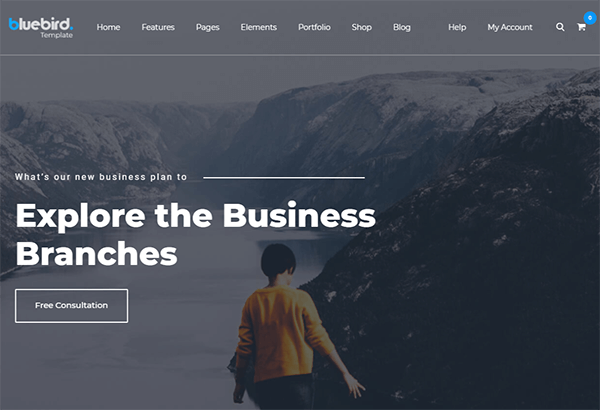 bluebird.
Template
Home Features Pages Elements Portfolio Shop Blog Help My Account 0
What's our new business plan to
Explore the Business
Branches
Free Consultation